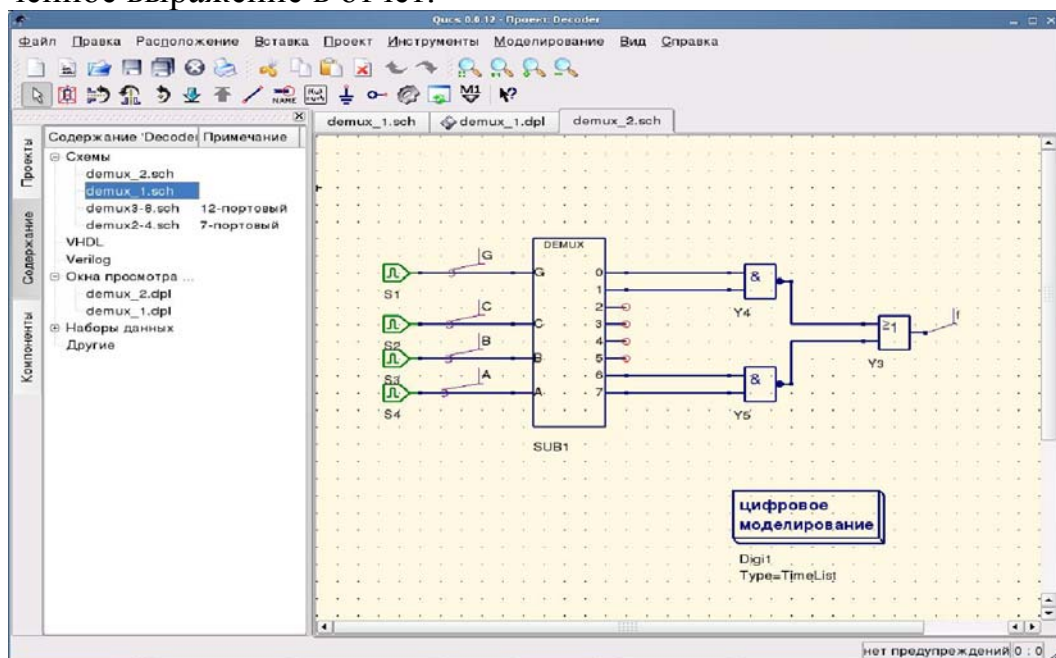 ченное выражение в отчет.
Qucs 0.0.12 - Проект: Decoder
Файл Правка Расположение Вставка Проект Инструменты Моделирование Вид Справка
NAME
M1
demux_1.sch demux_1.dpl demux_2.sch
Проекты
Содержание
Компоненты
Содержание 'Decoder Примечание
Схемы
demux_2.sch
demux_1.sch
demux3-8.sch 12-портовый
demux2-4.sch 7-портовый
VHDL
Verilog
Окна просмотра ...
demux_2.dpl
demux_1.dpl
Наборы данных
Другие
DEMUX
G
G 0
S1
1
&
Y4
2
C
C 3
S2
4
B
B 5
S3
6
A
A 7
S4
&
Y5
≥1
Y3
f
SUB1
цифровое
моделирование
Digi1
Type=TimeList
нет предупреждений 0 : 0